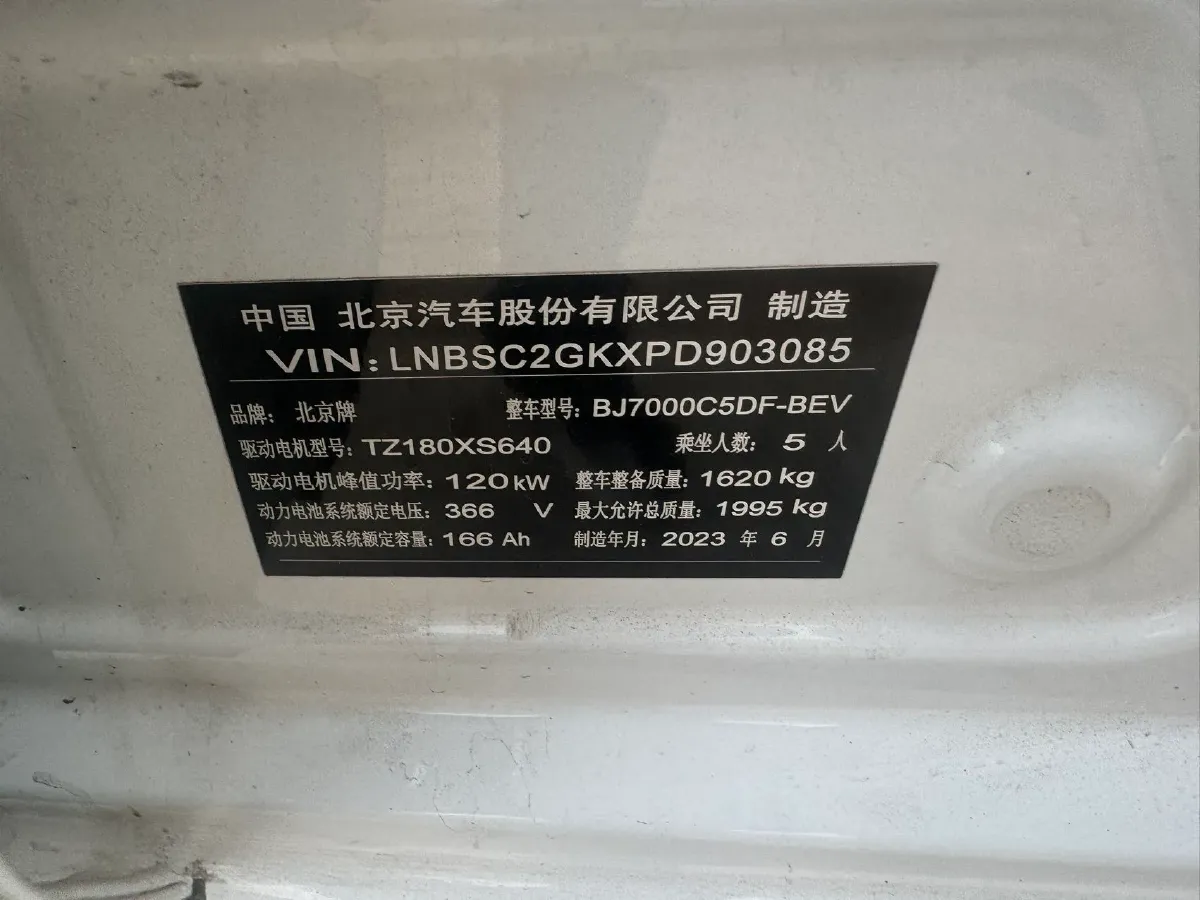 中国 北京汽车股份有限公司 制造
VIN: LNBSC2GKXPD903085
品牌: 北京牌 整车型号: BJ7000C5DF-BEV
驱动电机型号: TZ180XS640 乘坐人数: 5 人
驱动电机峰值功率: 120kW 整车整备质量: 1620 kg
动力电池系统额定电压: 366 V 最大允许总质量: 1995 kg
动力电池系统额定容量: 166 Ah 制造年月: 2023 年 6 月